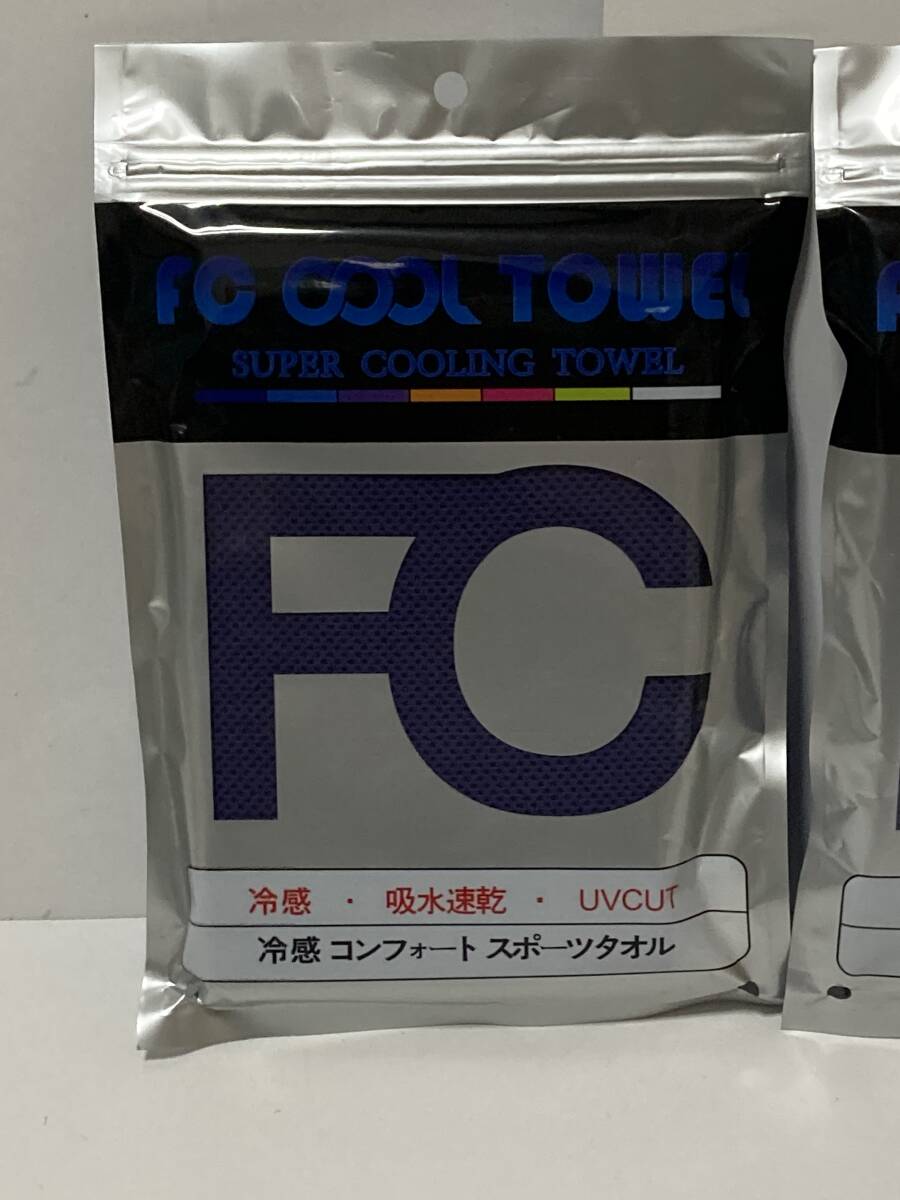 FC COOL TOWEL
SUPER COOLING TOWEL
FC
冷感 ・ 吸水速乾 ・ UVCUT
冷感 コンフォート スポーツタオル